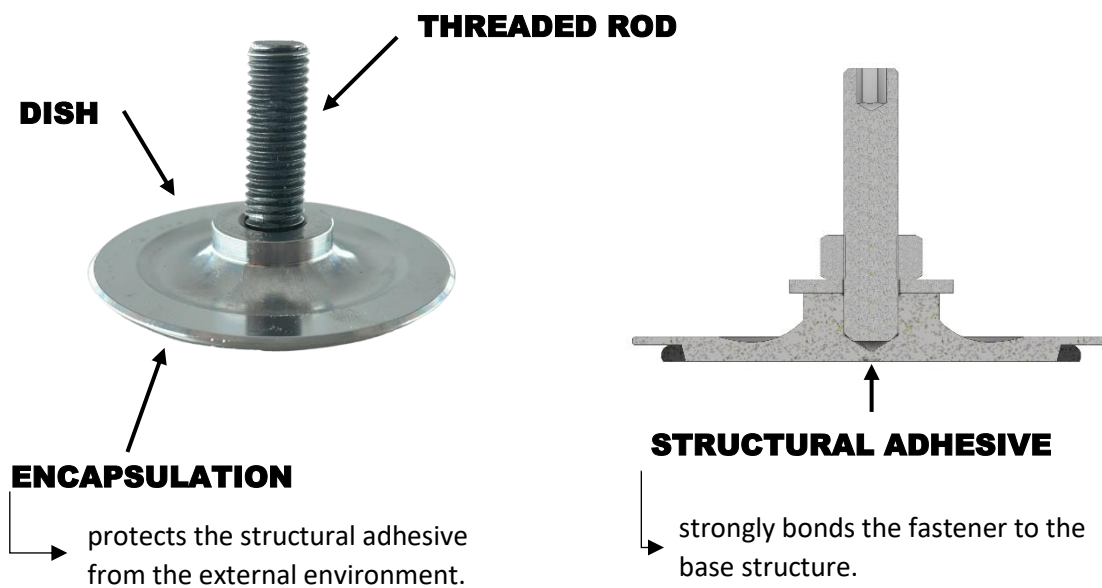 THREADED ROD
DISH
ENCAPSULATION
protects the structural adhesive
from the external environment.
STRUCTURAL ADHESIVE
strongly bonds the fastener to the
base structure.